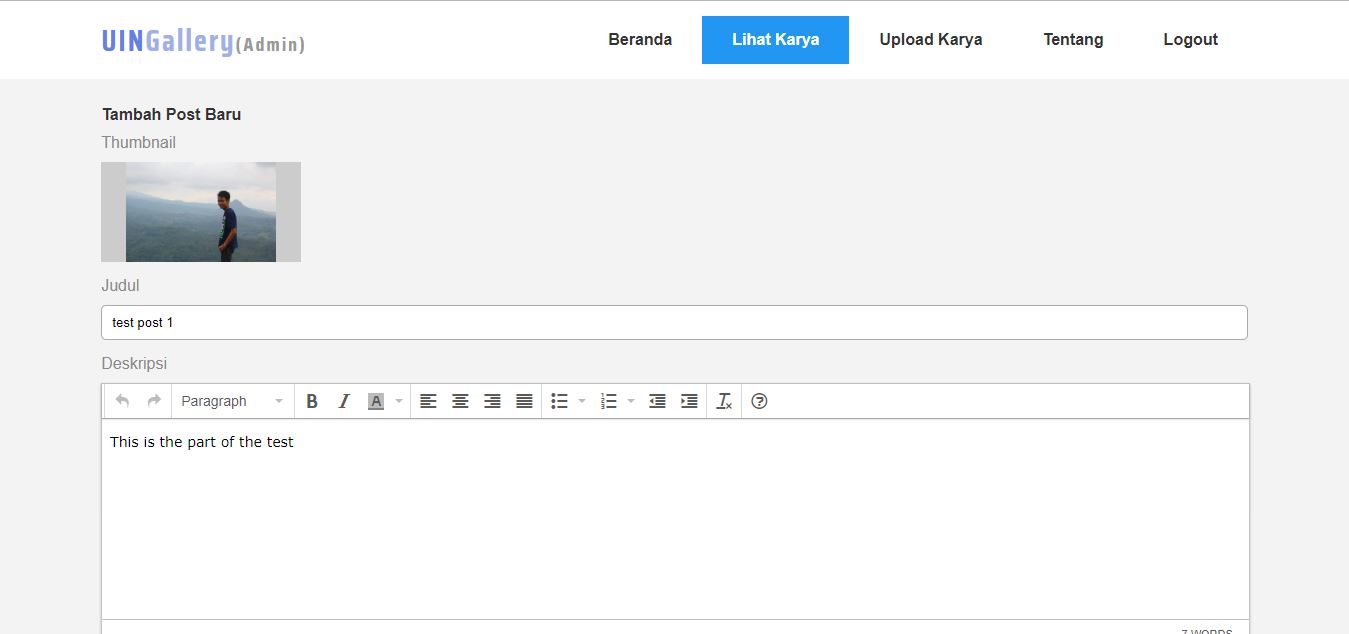 UINGallery(Admin)
Beranda Lihat Karya Upload Karya Tentang Logout
Tambah Post Baru
Thumbnail
Judul
test post 1
Deskripsi
Paragraph B I A
This is the part of the test
7 WORDS